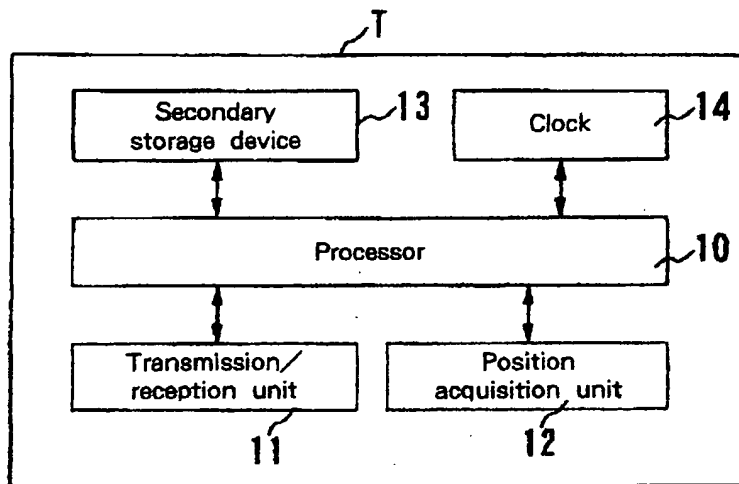 T
Secondary
storage device
13
Clock
14
Processor
10
Transmission/
reception unit
11
Position
acquisition unit
12